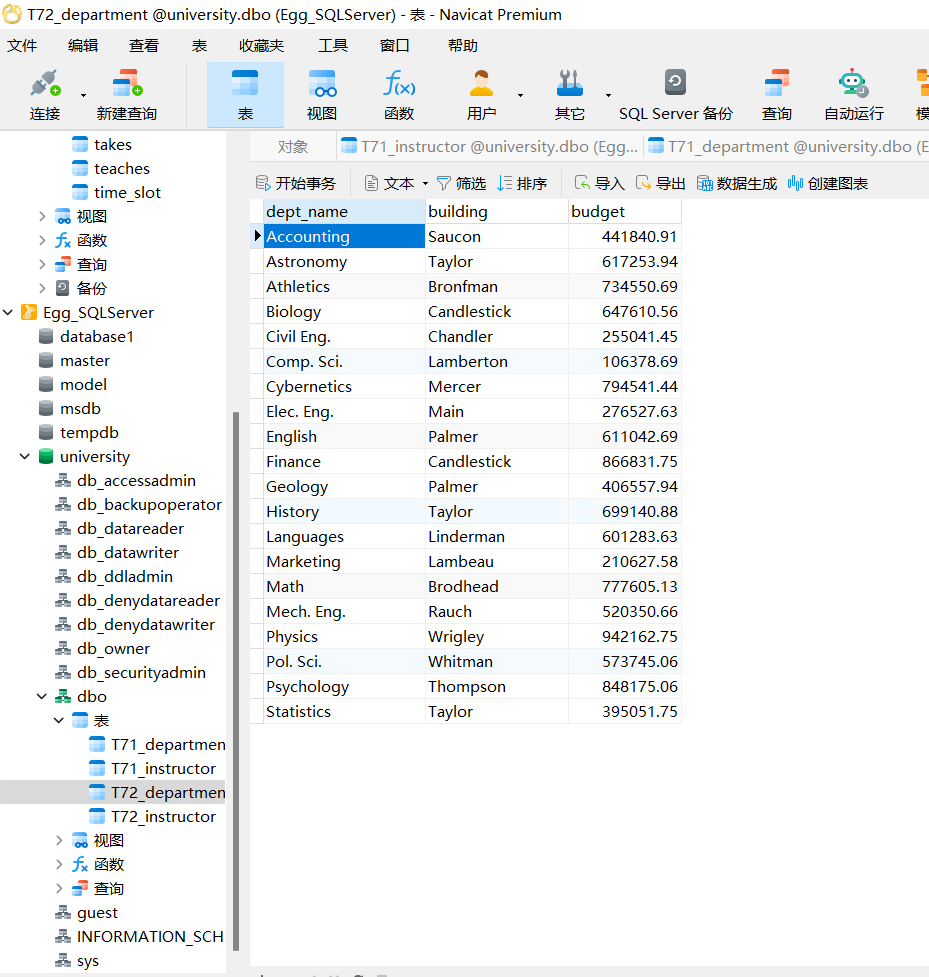 T72_department @university.dbo (Egg_SQLServer) - 表 - Navicat Premium
文件 编辑 查看 表 收藏夹 工具 窗口 帮助
连接 新建查询 表 视图 函数 用户 其它 SQL Server 备份 查询 自动运行 模
对象 T71_instructor @university.dbo (Egg... T71_department @university.dbo (E
开始事务 文本 筛选 排序 导入 导出 数据生成 创建图表
takes
teaches
time_slot
视图
函数
查询
备份
Egg_SQLServer
database1
master
model
msdb
tempdb
university
db_accessadmin
db_backupoperator
db_datareader
db_datawriter
db_ddladmin
db_denydatareader
db_denydatawriter
db_owner
db_securityadmin
dbo
表
T71_departmen
T71_instructor
T72_departmen
T72_instructor
视图
函数
查询
guest
INFORMATION_SCH
sys
dept_name building budget
Accounting Saucon 441840.91
Astronomy Taylor 617253.94
Athletics Bronfman 734550.69
Biology Candlestick 647610.56
Civil Eng. Chandler 255041.45
Comp. Sci. Lamberton 106378.69
Cybernetics Mercer 794541.44
Elec. Eng. Main 276527.63
English Palmer 611042.69
Finance Candlestick 866831.75
Geology Palmer 406557.94
History Taylor 699140.88
Languages Linderman 601283.63
Marketing Lambeau 210627.58
Math Brodhead 777605.13
Mech. Eng. Rauch 520350.66
Physics Wrigley 942162.75
Pol. Sci. Whitman 573745.06
Psychology Thompson 848175.06
Statistics Taylor 395051.75